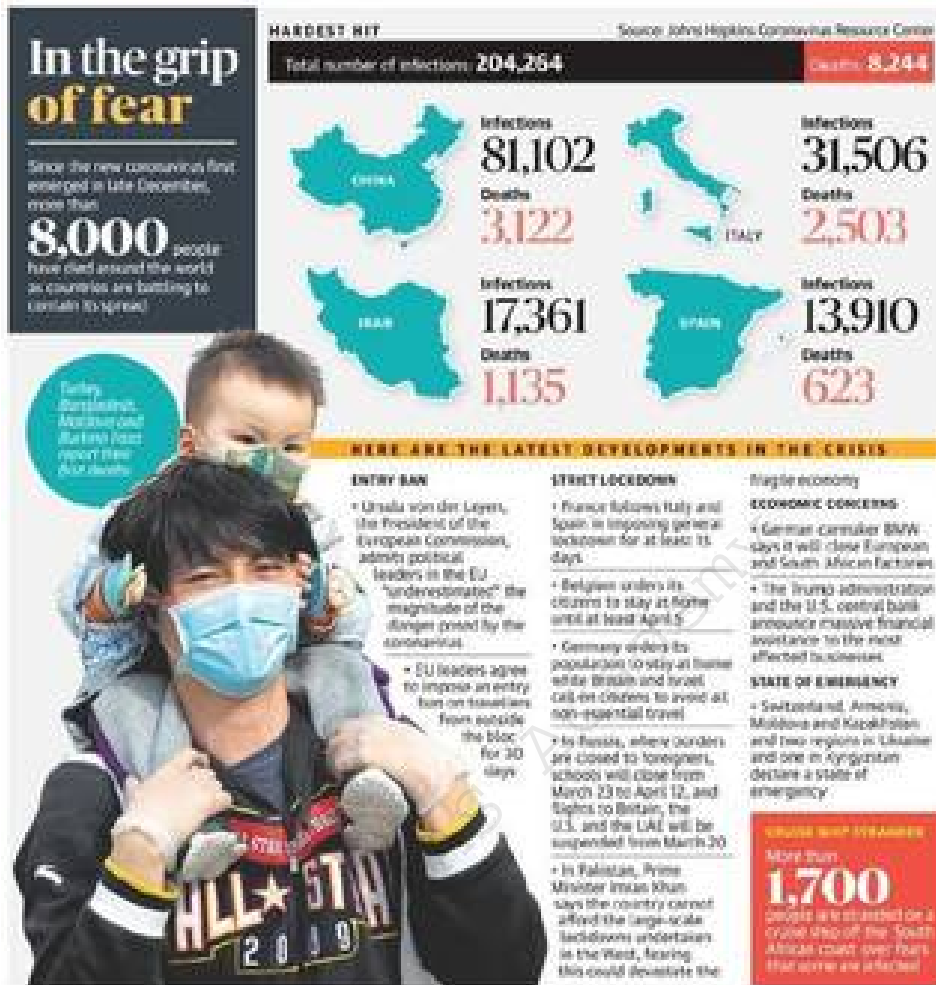 In the grip
of fear
Since the new coronavirus first
emerged in late December,
more than
8,000 people
have died around the world
as countries are battling to
contain its spread
HARDEST HIT
Source: Johns Hopkins Coronavirus Resource Center
Total number of infections 204,264
Deaths 8,244
CHINA
Infections
81,102
Deaths
3,122
ITALY
Infections
31,506
Deaths
2,503
IRAN
Infections
17,361
Deaths
1,135
SPAIN
Infections
13,910
Deaths
623
Turkey,
Bangladesh,
Moldova and
Burkina Faso
report their
first deaths
HERE ARE THE LATEST DEVELOPMENTS IN THE CRISIS
ENTRY BAN
• Ursula von der Leyen,
the President of the
European Commission,
admits political
leaders in the EU
"underestimated" the
magnitude of the
danger posed by the
coronavirus
• EU leaders agree
to impose an entry
ban on travellers
from outside
the bloc
for 30
days
STRICT LOCKDOWN
• France follows Italy and
Spain in imposing general
lockdown for at least 15
days
• Belgium orders its
citizens to stay at home
until at least April 5
• Germany orders its
population to stay at home
while Britain and Israel
call on citizens to avoid all
non-essential travel
• In Russia, where borders
are closed to foreigners,
schools will close from
March 23 to April 12, and
flights to Britain, the
U.S. and the UAE will be
suspended from March 20
• In Pakistan, Prime
Minister Imran Khan
says the country cannot
afford the large-scale
lockdowns undertaken
in the West, fearing
this could devastate the
fragile economy
ECONOMIC CONCERNS
• German carmaker BMW
says it will close European
and South African factories
• The Trump administration
and the U.S. central bank
announce massive financial
assistance to the most
affected businesses
STATE OF EMERGENCY
• Switzerland, Armenia,
Moldova and Kazakhstan
and two regions in Ukraine
and one in Kyrgyzstan
declare a state of
emergency
CRUISE SHIP STRANDED
More than
1,700
people are stranded on a
cruise ship off the South
African coast over fears
that some are infected
ALL★STAR
2019